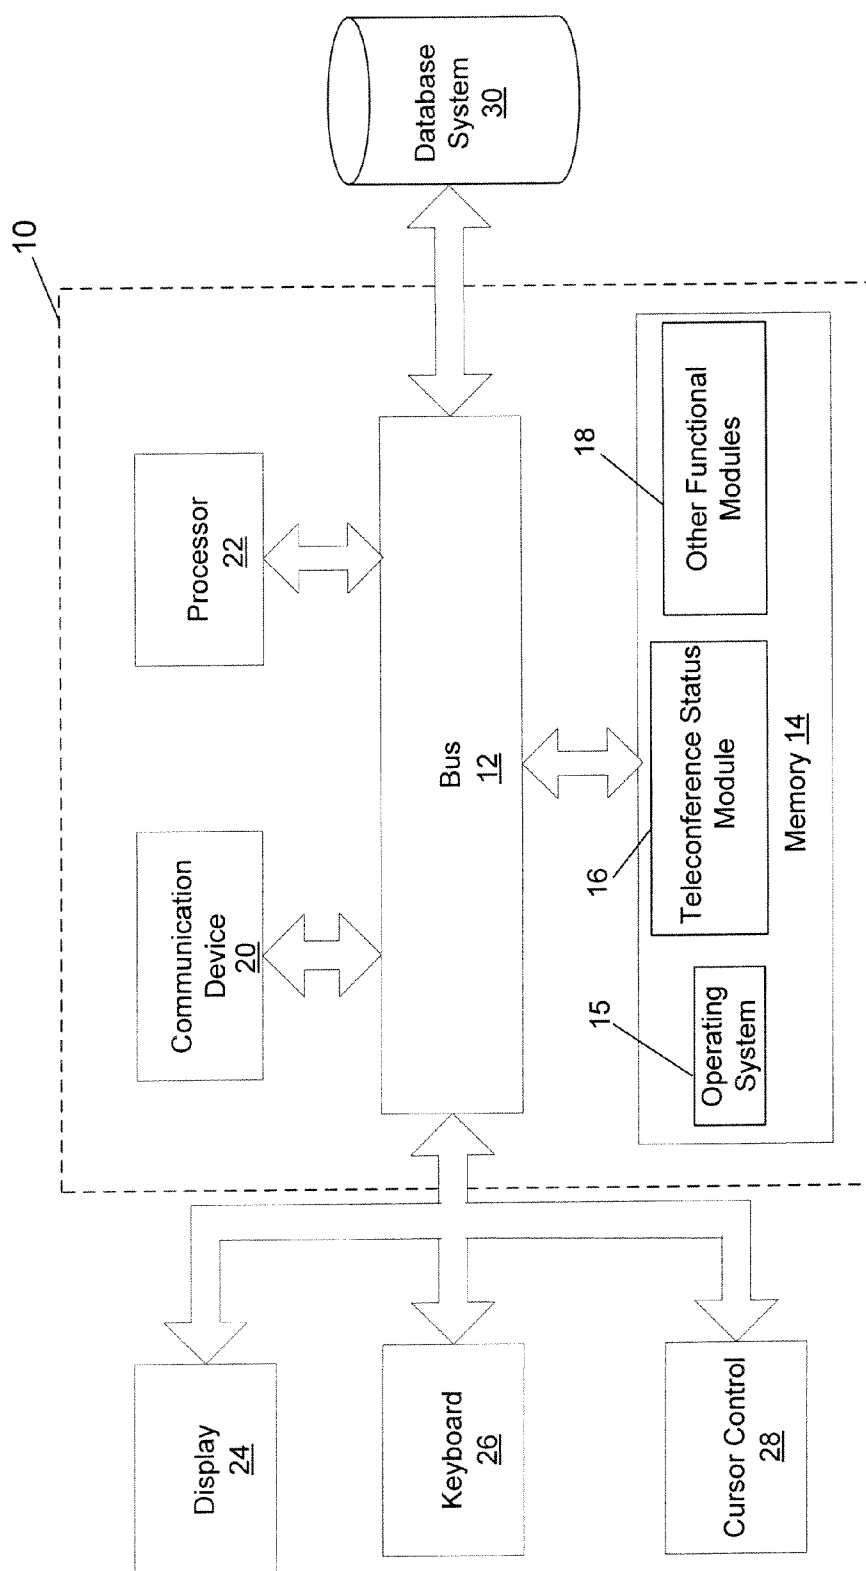 10
Display
24
Communication
Device
20
Processor
22
Database
System
30
Keyboard
26
Bus
12
Cursor Control
28
15
16
18
Operating
System
Teleconference Status
Module
Other Functional
Modules
Memory 14